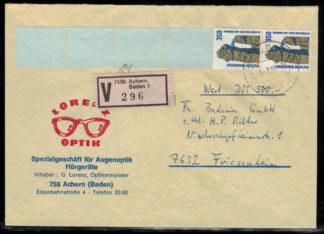 350
350
7590 Achern,
Baden 1
V
296
LORENZ
OPTIK
Spezialgeschäft für Augenoptik
Hörgeräte
Inhaber: G. Lorenz, Optikermeister
759 Achern (Baden)
Eisenbahnstraße 4 - Telefon 23 60
Wert: DM 500,-
Fa. Badenia GmbH
z.Hd. H.P.
7632 Friesenheim